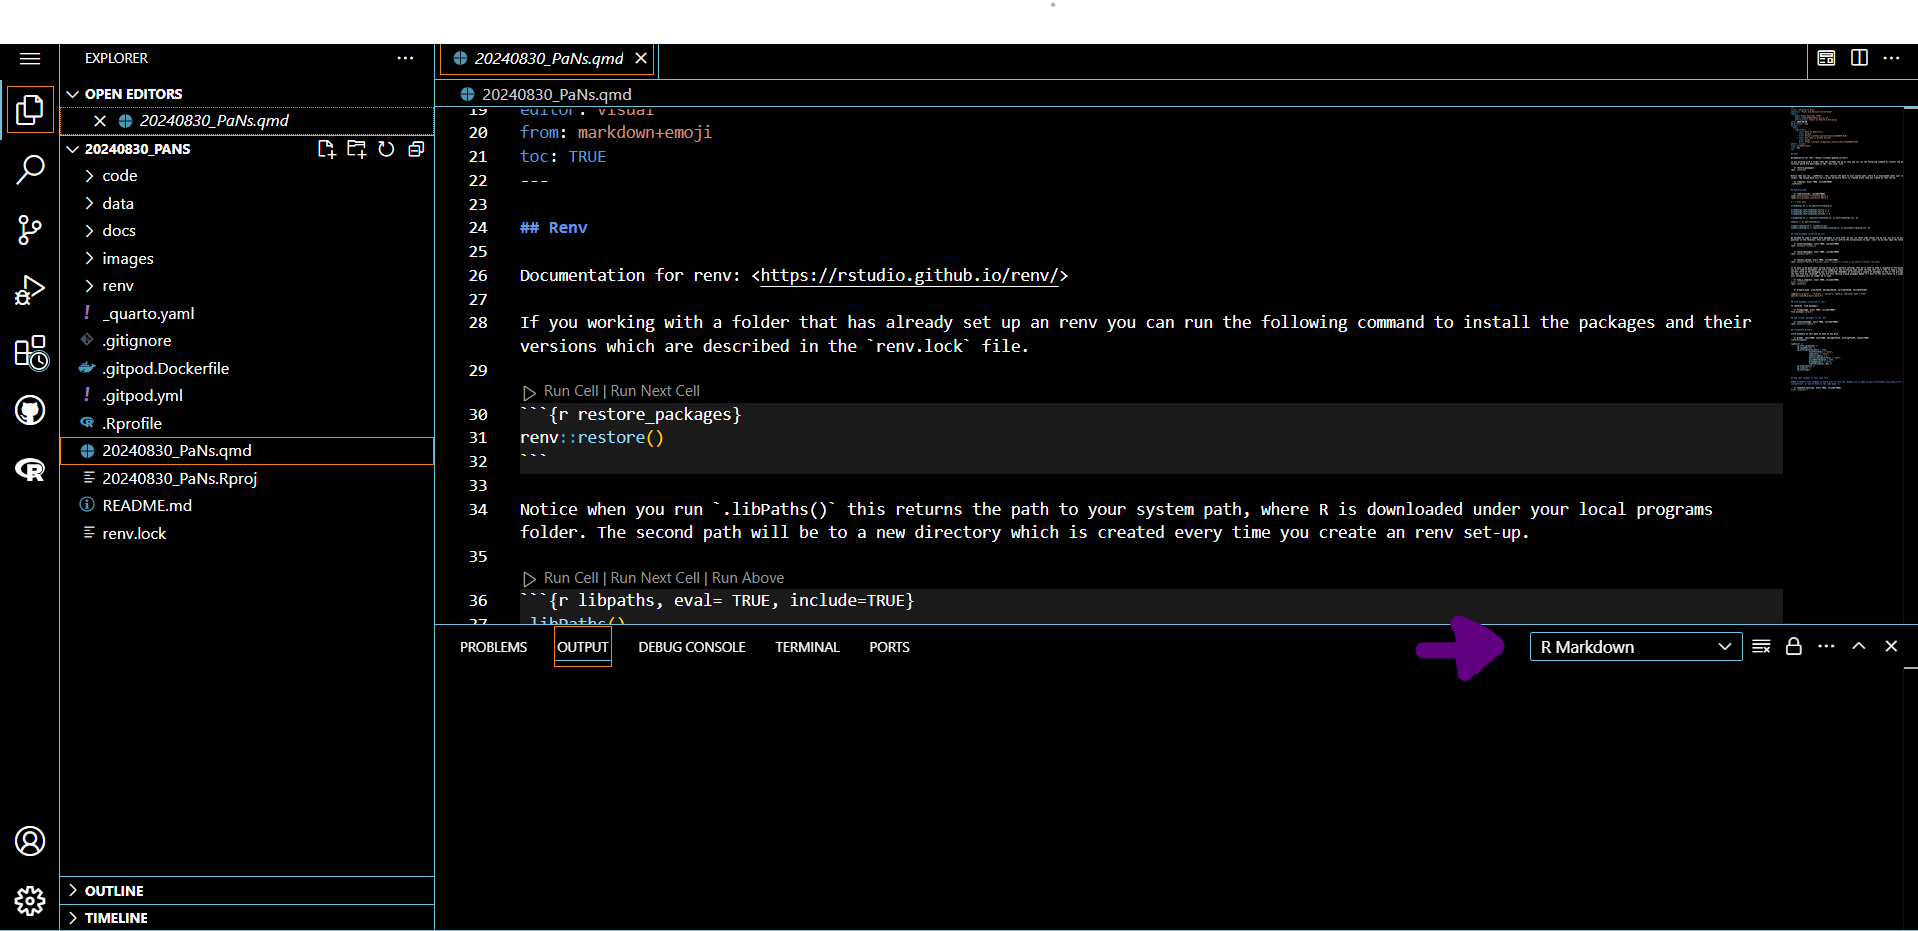 EXPLORER
OPEN EDITORS
20240830_PaNs.qmd
20240830_PANS
code
data
docs
images
renv
! _quarto.yaml
.gitignore
.gitpod.Dockerfile
! .gitpod.yml
.Rprofile
20240830_PaNs.qmd
20240830_PaNs.Rproj
README.md
renv.lock
OUTLINE
TIMELINE
20240830_PaNs.qmd
20240830_PaNs.qmd
19 editor: visual
20 from: markdown+emoji
21 toc: TRUE
22 ---
23
24 ## Renv
25
26 Documentation for renv: <https://rstudio.github.io/renv/>
27
28 If you working with a folder that has already set up an renv you can run the following command to install the packages and their
versions which are described in the `renv.lock` file.
29
Run Cell | Run Next Cell
30 ```{r restore_packages}
31 renv::restore()
32 ```
33
34 Notice when you run `.libPaths()` this returns the path to your system path, where R is downloaded under your local programs
folder. The second path will be to a new directory which is created every time you create an renv set-up.
35
Run Cell | Run Next Cell | Run Above
36 ```{r libpaths, eval= TRUE, include=TRUE}
37 .libPaths()
PROBLEMS OUTPUT DEBUG CONSOLE TERMINAL PORTS
R Markdown